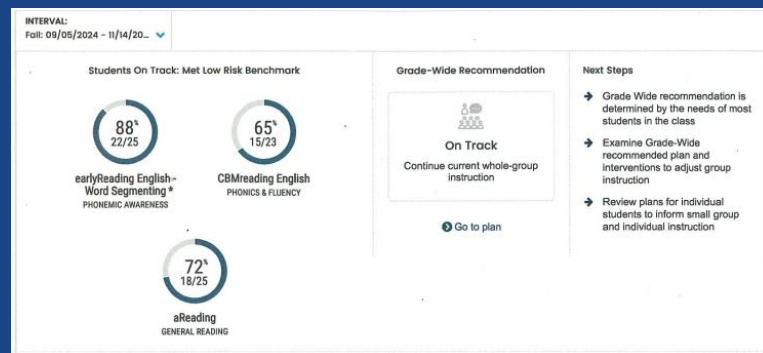 INTERVAL:
Fall: 09/05/2024 - 11/14/20...
Students On Track: Met Low Risk Benchmark
88%
22/25
earlyReading English -
Word Segmenting *
PHONEMIC AWARENESS
65%
15/23
CBMreading English
PHONICS & FLUENCY
72%
18/25
aReading
GENERAL READING
Grade-Wide Recommendation
On Track
Continue current whole-group
instruction
Go to plan
Next Steps
Grade Wide recommendation is
determined by the needs of most
students in the class
Examine Grade-Wide
recommended plan and
interventions to adjust group
instruction
Review plans for individual
students to inform small group
and individual instruction